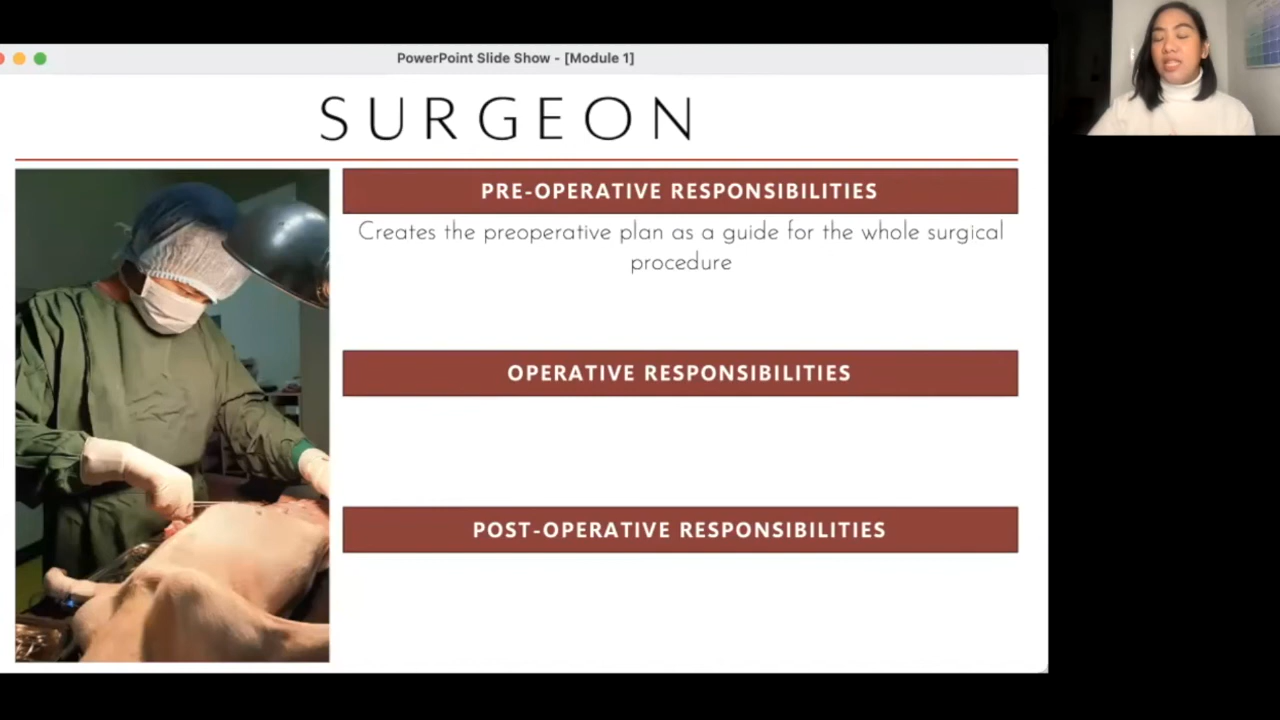 PowerPoint Slide Show - [Module 1]
SURGEON
PRE-OPERATIVE RESPONSIBILITIES
Creates the preoperative plan as a guide for the whole surgical
procedure
OPERATIVE RESPONSIBILITIES
POST-OPERATIVE RESPONSIBILITIES